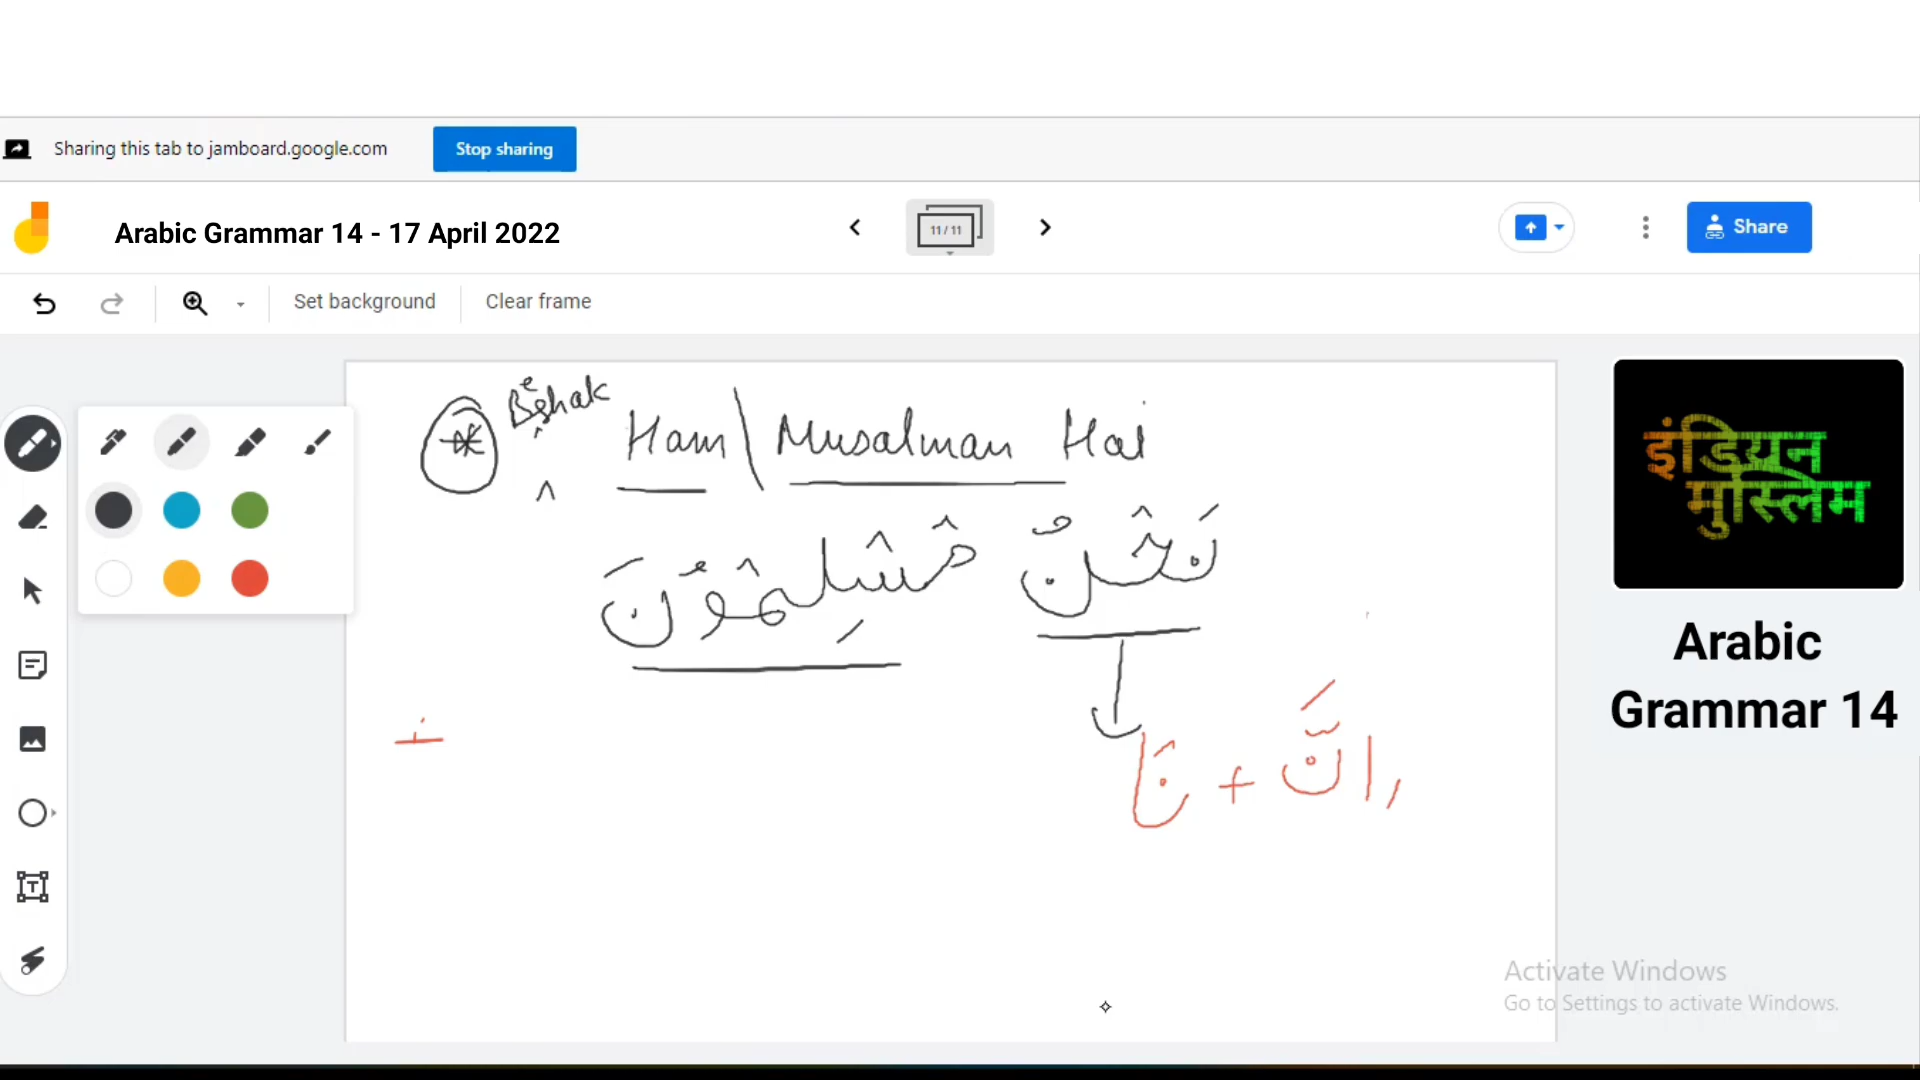 Sharing this tab to jamboard.google.com
Stop sharing
Arabic Grammar 14 - 17 April 2022
11 / 11
Share
Set background
Clear frame
Beshak Ham Musalman Hai
نَحْنُ مُسْلِمُوْنَ
انَّ + نَا
इंडियन
मुस्लिम
Arabic
Grammar 14
Activate Windows
Go to Settings to activate Windows.